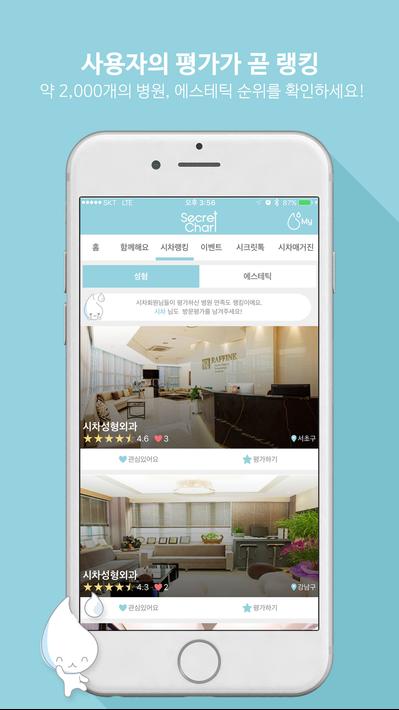 사용자의 평가가 곧 랭킹
약 2,000개의 병원, 에스테틱 순위를 확인하세요!
SKT LTE 오후 3:56 87%
Secret
Chart
My
홈 함께해요 시차랭킹 이벤트 시크릿톡 시차매거진
성형 에스테틱
시차회원님들이 평가하신 병원 만족도 랭킹이예요.
시차 님도 방문평가를 남겨주세요!
RAFFINE
시차성형외과
4.6 3 서초구
관심있어요 평가하기
시차성형외과
4.3 2 강남구
관심있어요 평가하기